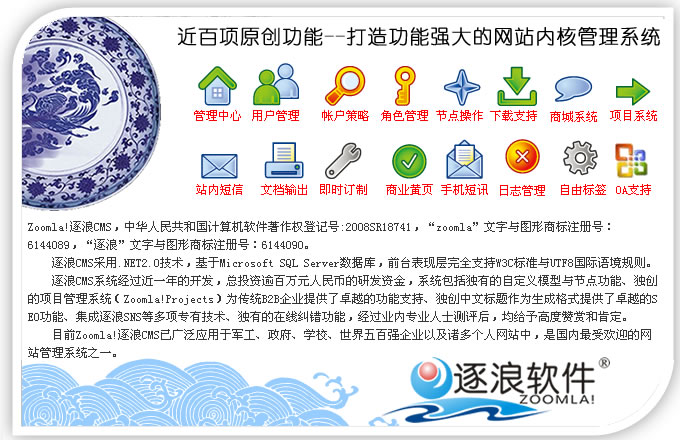 近百项原创功能--打造功能强大的网站内核管理系统
管理中心 用户管理 帐户策略 角色管理 节点操作 下载支持 商城系统 项目系统
站内短信 文档输出 即时订制 商业黄页 手机短讯 日志管理 自由标签 OA支持
Zoomla!逐浪CMS，中华人民共和国计算机软件著作权登记号:2008SR18741，“zoomla”文字与图形商标注册号：
6144089，“逐浪”文字与图形商标注册号：6144090。
逐浪CMS采用.NET2.0技术，基于Microsoft SQL Server数据库，前台表现层完全支持W3C标准与UTF8国际语境规则。
逐浪CMS系统经过近一年的开发，总投资逾百万元人民币的研发资金，系统包括独有的自定义模型与节点功能、独创
的项目管理系统（Zoomla!Projects）为传统B2B企业提供了卓越的功能支持、独创中文标题作为生成格式提供了卓越的S
EO功能、集成逐浪SNS等多项专有技术、独有的在线纠错功能，经过业内专业人士测评后，均给予高度赞赏和肯定。
目前Zoomla!逐浪CMS已广泛应用于军工、政府、学校、世界五百强企业以及诸多个人网站中，是国内最受欢迎的网
站管理系统之一。
逐浪软件®
ZOOMLA!